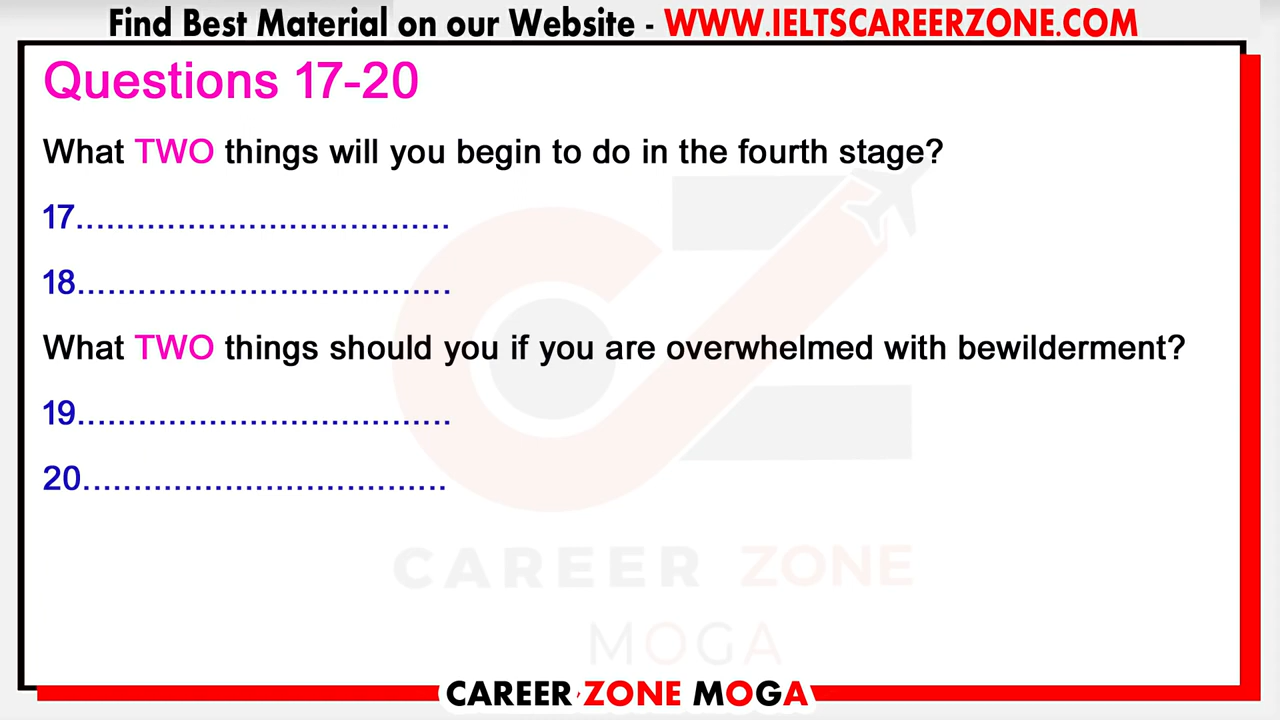 Find Best Material on our Website - WWW.IELTSCAREERZONE.COM
Questions 17-20
What TWO things will you begin to do in the fourth stage?
17.....................................
18.....................................
What TWO things should you if you are overwhelmed with bewilderment?
19.....................................
20....................................
CAREER ZONE
MOGA
CAREER ZONE MOGA